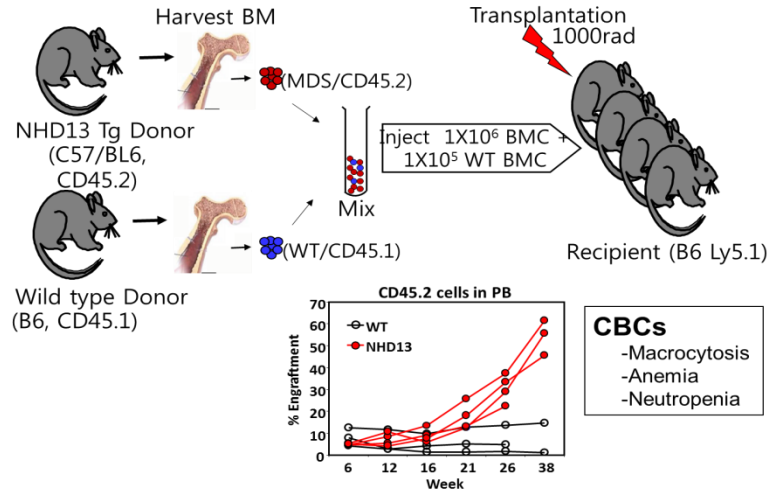 Harvest BM
Transplantation
1000rad
(MDS/CD45.2)
NHD13 Tg Donor
(C57/BL6,
CD45.2)
Inject 1X10⁶ BMC +
1X10⁵ WT BMC
Mix
(WT/CD45.1)
Recipient (B6 Ly5.1)
Wild type Donor
(B6, CD45.1)
CD45.2 cells in PB
WT
NHD13
% Engraftment
70
60
50
40
30
20
10
0
6 12 16 21 26 38
Week
CBCs
-Macrocytosis
-Anemia
-Neutropenia